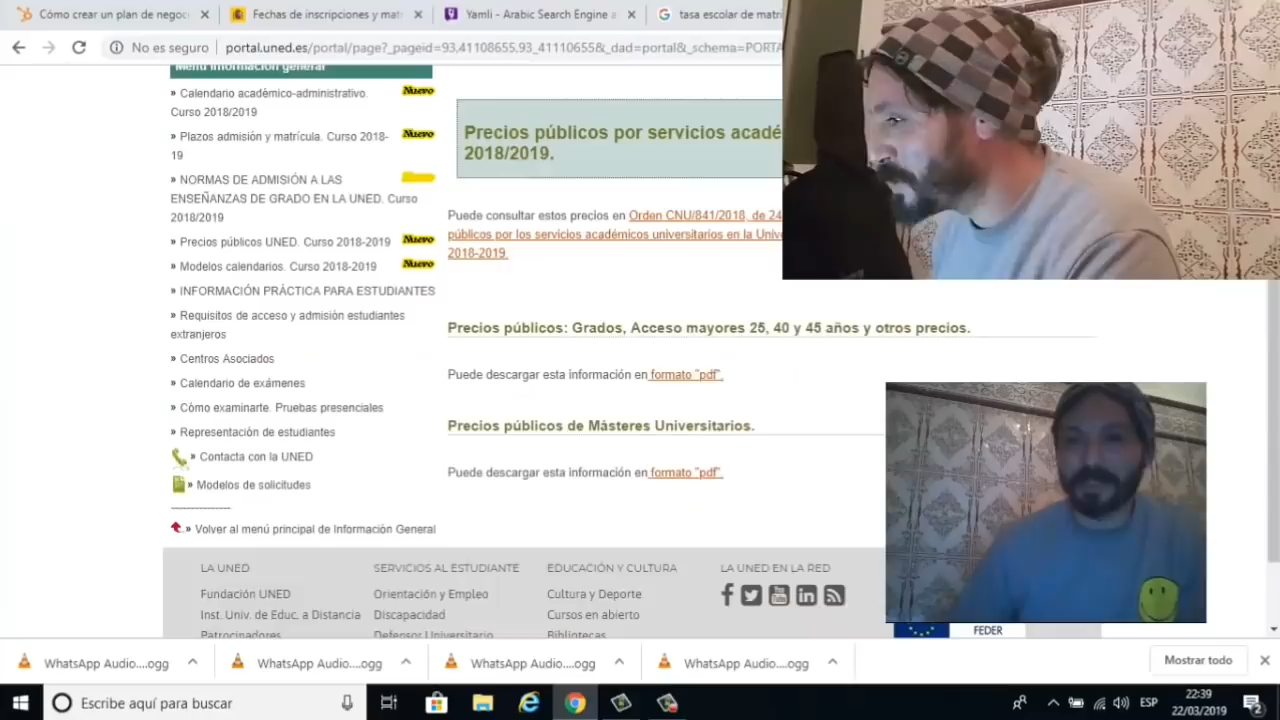 Cómo crear un plan de negoc
Fechas de inscripciones y mat
Yamli - Arabic Search Engine a
tasa escolar de matri
No es seguro
portal.uned.es/portal/page?_pageid=93,41108655,93_41110655&_dad=portal&_schema=PORTA
Menú Información general
» Calendario académico-administrativo. Nuevo
Curso 2018/2019
» Plazos admisión y matrícula. Curso 2018- Nuevo
19
» NORMAS DE ADMISIÓN A LAS
ENSEÑANZAS DE GRADO EN LA UNED. Curso
2018/2019
» Precios públicos UNED. Curso 2018-2019 Nuevo
» Modelos calendarios. Curso 2018-2019 Nuevo
» INFORMACIÓN PRÁCTICA PARA ESTUDIANTES
» Requisitos de acceso y admisión estudiantes
extranjeros
» Centros Asociados
» Calendario de exámenes
» Cómo examinarte. Pruebas presenciales
» Representación de estudiantes
» Contacta con la UNED
» Modelos de solicitudes
---------------
» Volver al menú principal de Información General
Precios públicos por servicios acadé
2018/2019.
Puede consultar estos precios en Orden CNU/841/2018, de 24
públicos por los servicios académicos universitarios en la Unive
2018-2019.
Precios públicos: Grados, Acceso mayores 25, 40 y 45 años y otros precios.
Puede descargar esta información en formato "pdf".
Precios públicos de Másteres Universitarios.
Puede descargar esta información en formato "pdf".
LA UNED
Fundación UNED
Inst. Univ. de Educ. a Distancia
Patrocinadores
SERVICIOS AL ESTUDIANTE
Orientación y Empleo
Discapacidad
Defensor Universitario
EDUCACIÓN Y CULTURA
Cultura y Deporte
Cursos en abierto
Bibliotecas
LA UNED EN LA RED
You Tube
FEDER
WhatsApp Audio....ogg
WhatsApp Audio....ogg
WhatsApp Audio....ogg
WhatsApp Audio....ogg
Mostrar todo
Escribe aquí para buscar
ESP
22:39
22/03/2019
2